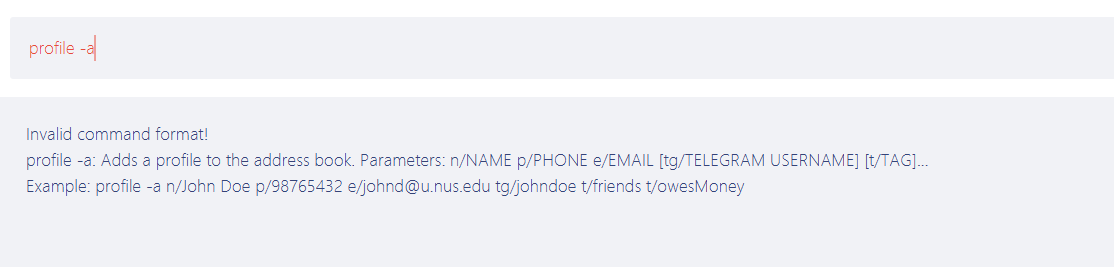 profile -a
Invalid command format!
profile -a: Adds a profile to the address book. Parameters: n/NAME p/PHONE e/EMAIL [tg/TELEGRAM USERNAME] [t/TAG]...
Example: profile -a n/John Doe p/98765432 e/johnd@u.nus.edu tg/johndoe t/friends t/owesMoney